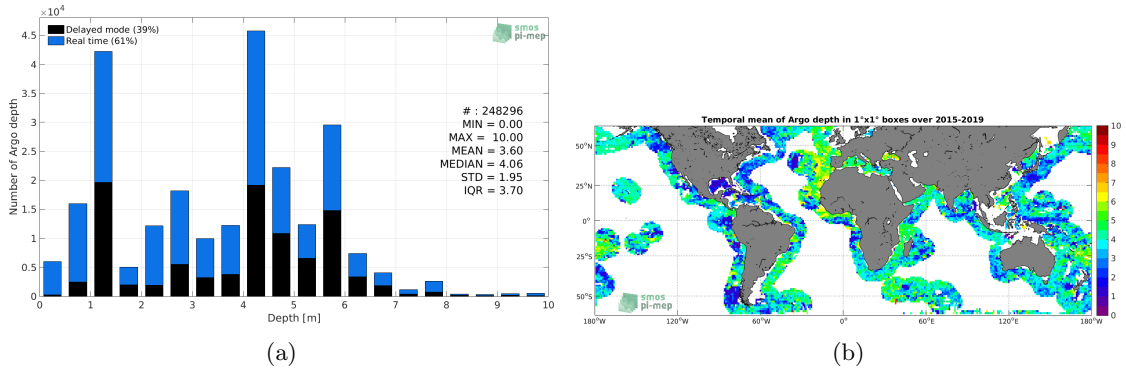 ×10⁴
Delayed mode (39%)
Real time (61%)
smos
pi-mep
4.5
4
3.5
3
2.5
2
1.5
1
0.5
0
Number of Argo depth
# : 248296
MIN = 0.00
MAX = 10.00
MEAN = 3.60
MEDIAN = 4.06
STD = 1.95
IQR = 3.70
0 1 2 3 4 5 6 7 8 9 10
Depth [m]
(a)
Temporal mean of Argo depth in 1°x1° boxes over 2015-2019
50°N
25°N
0°
25°S
50°S
smos
pi-mep
180°W 120°W 60°W 0° 60°E 120°E 180°W
10
9
8
7
6
5
4
3
2
1
0
(b)